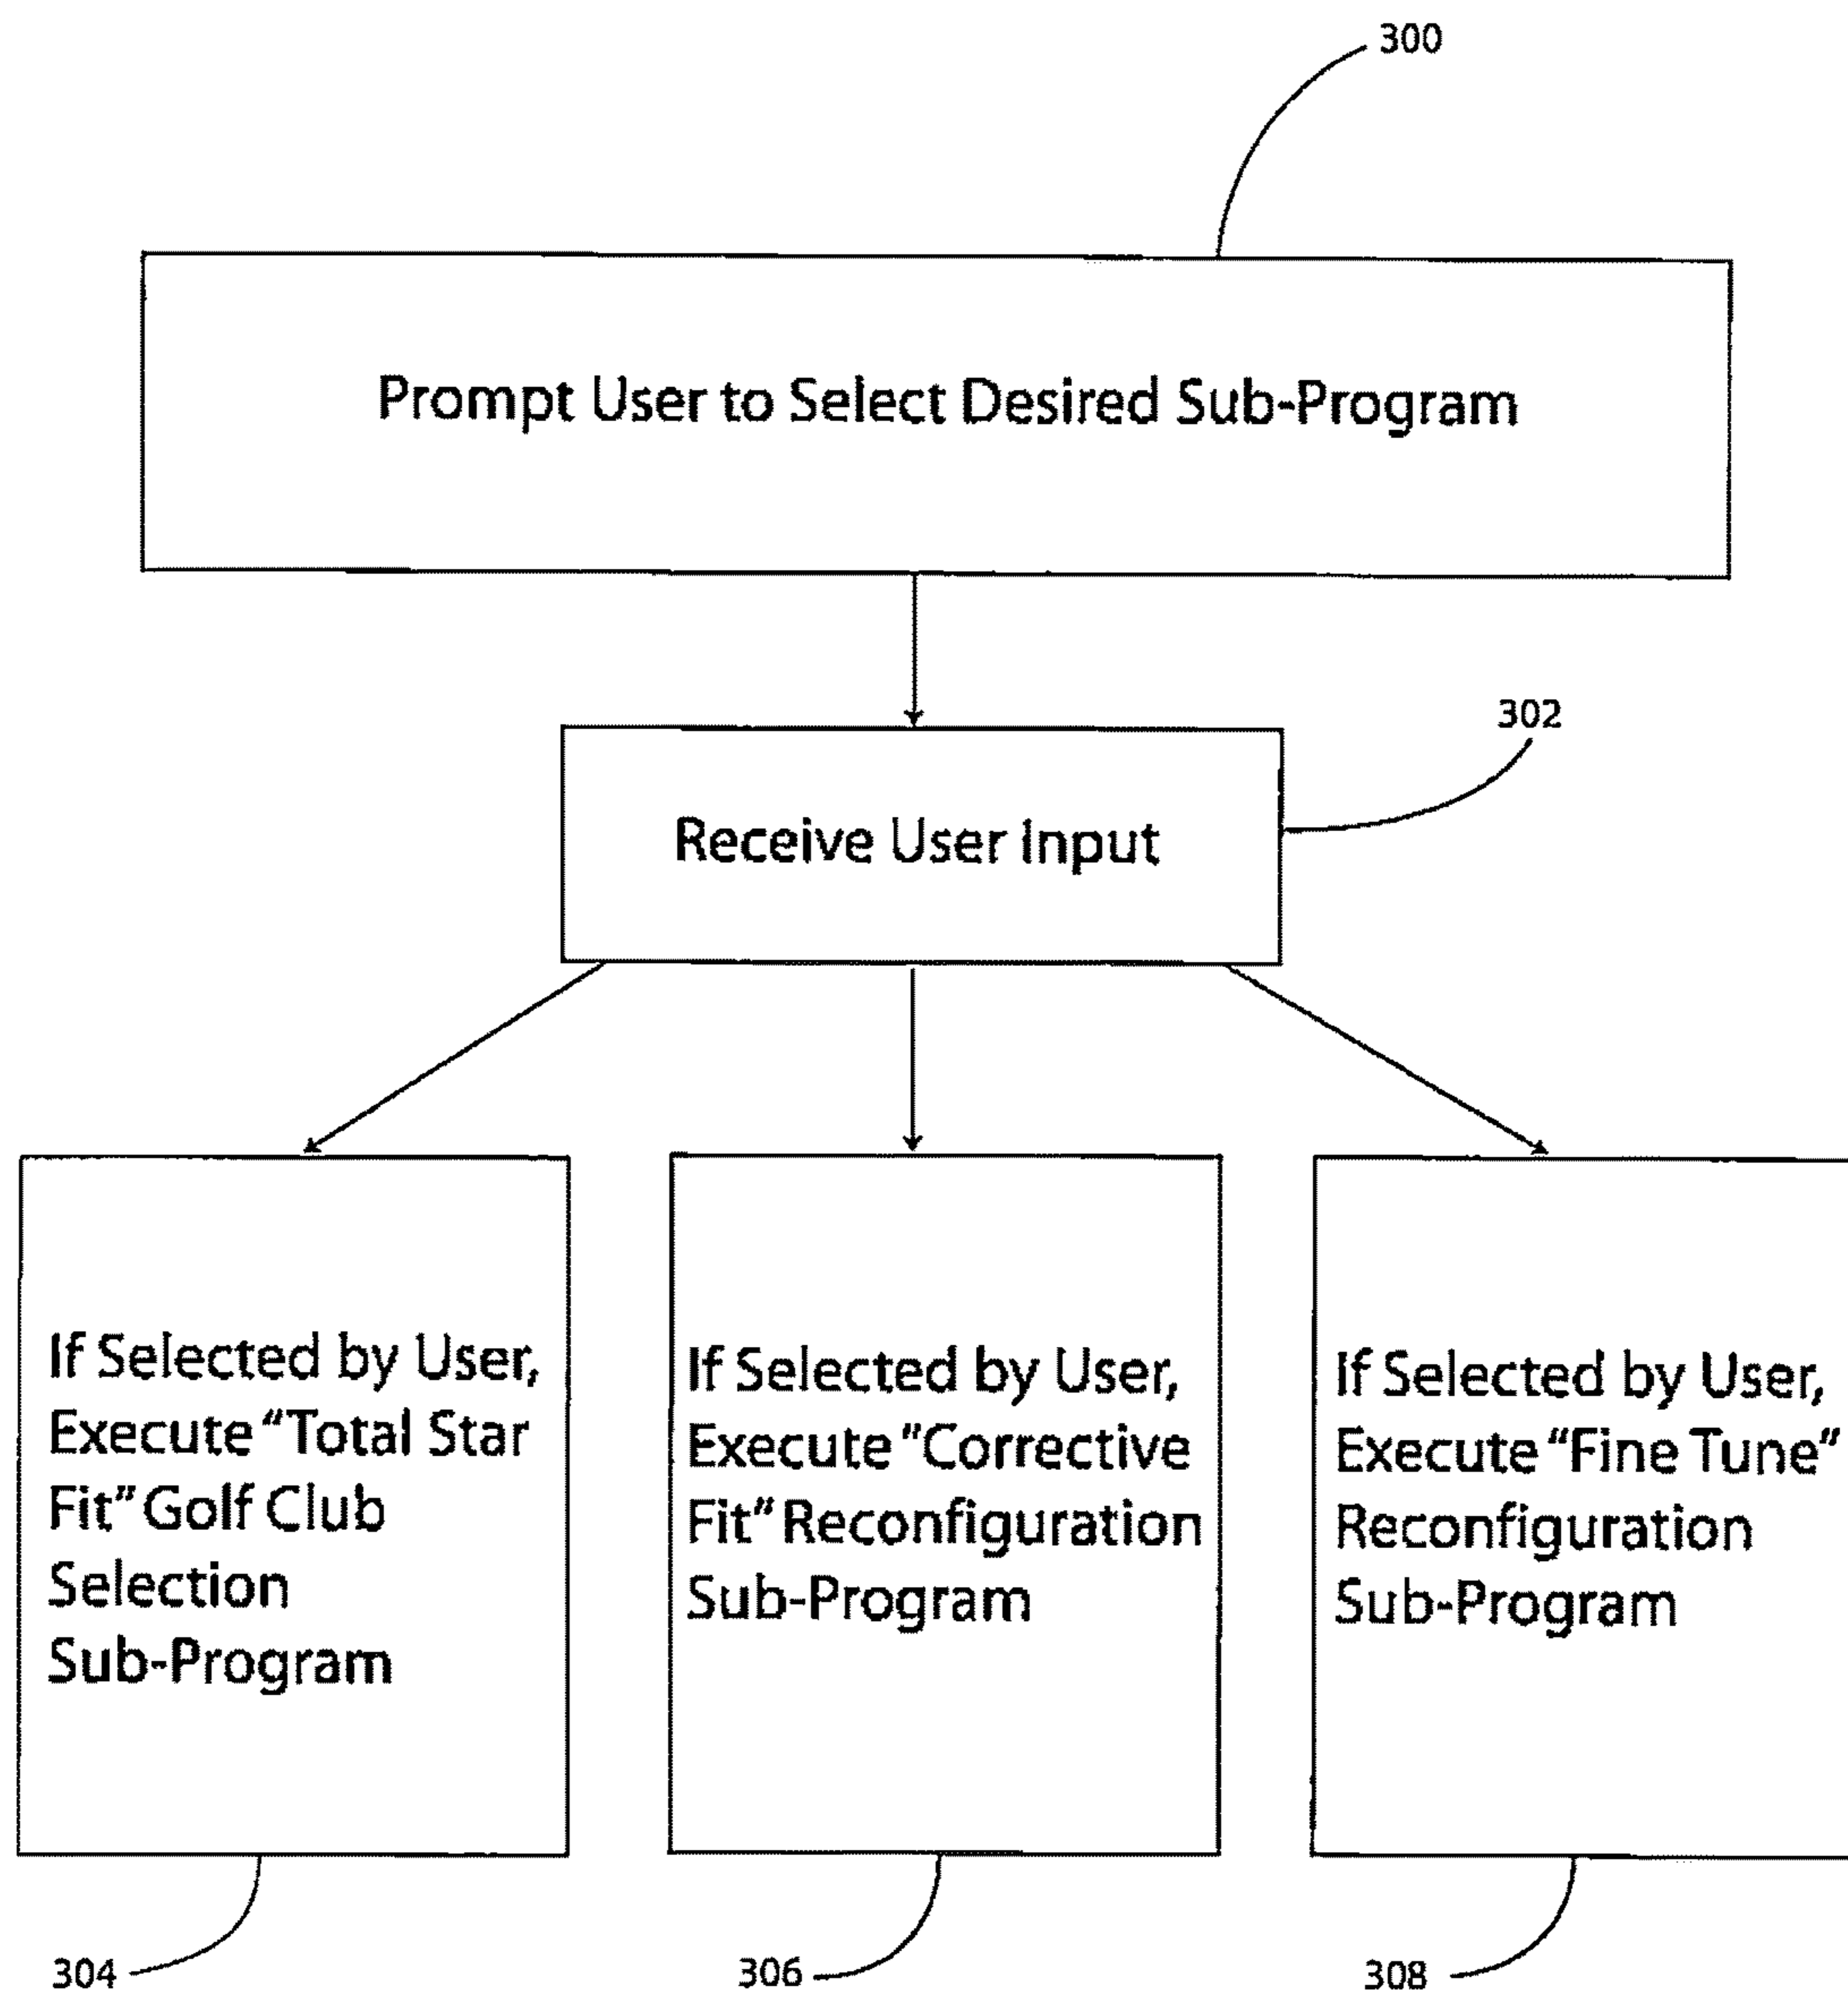 300
Prompt User to Select Desired Sub-Program
302
Receive User Input
If Selected by User,
Execute “Total Star
Fit” Golf Club
Selection
Sub-Program
If Selected by User,
Execute "Corrective
Fit" Reconfiguration
Sub-Program
If Selected by User,
Execute “Fine Tune”
Reconfiguration
Sub-Program
304
306
308